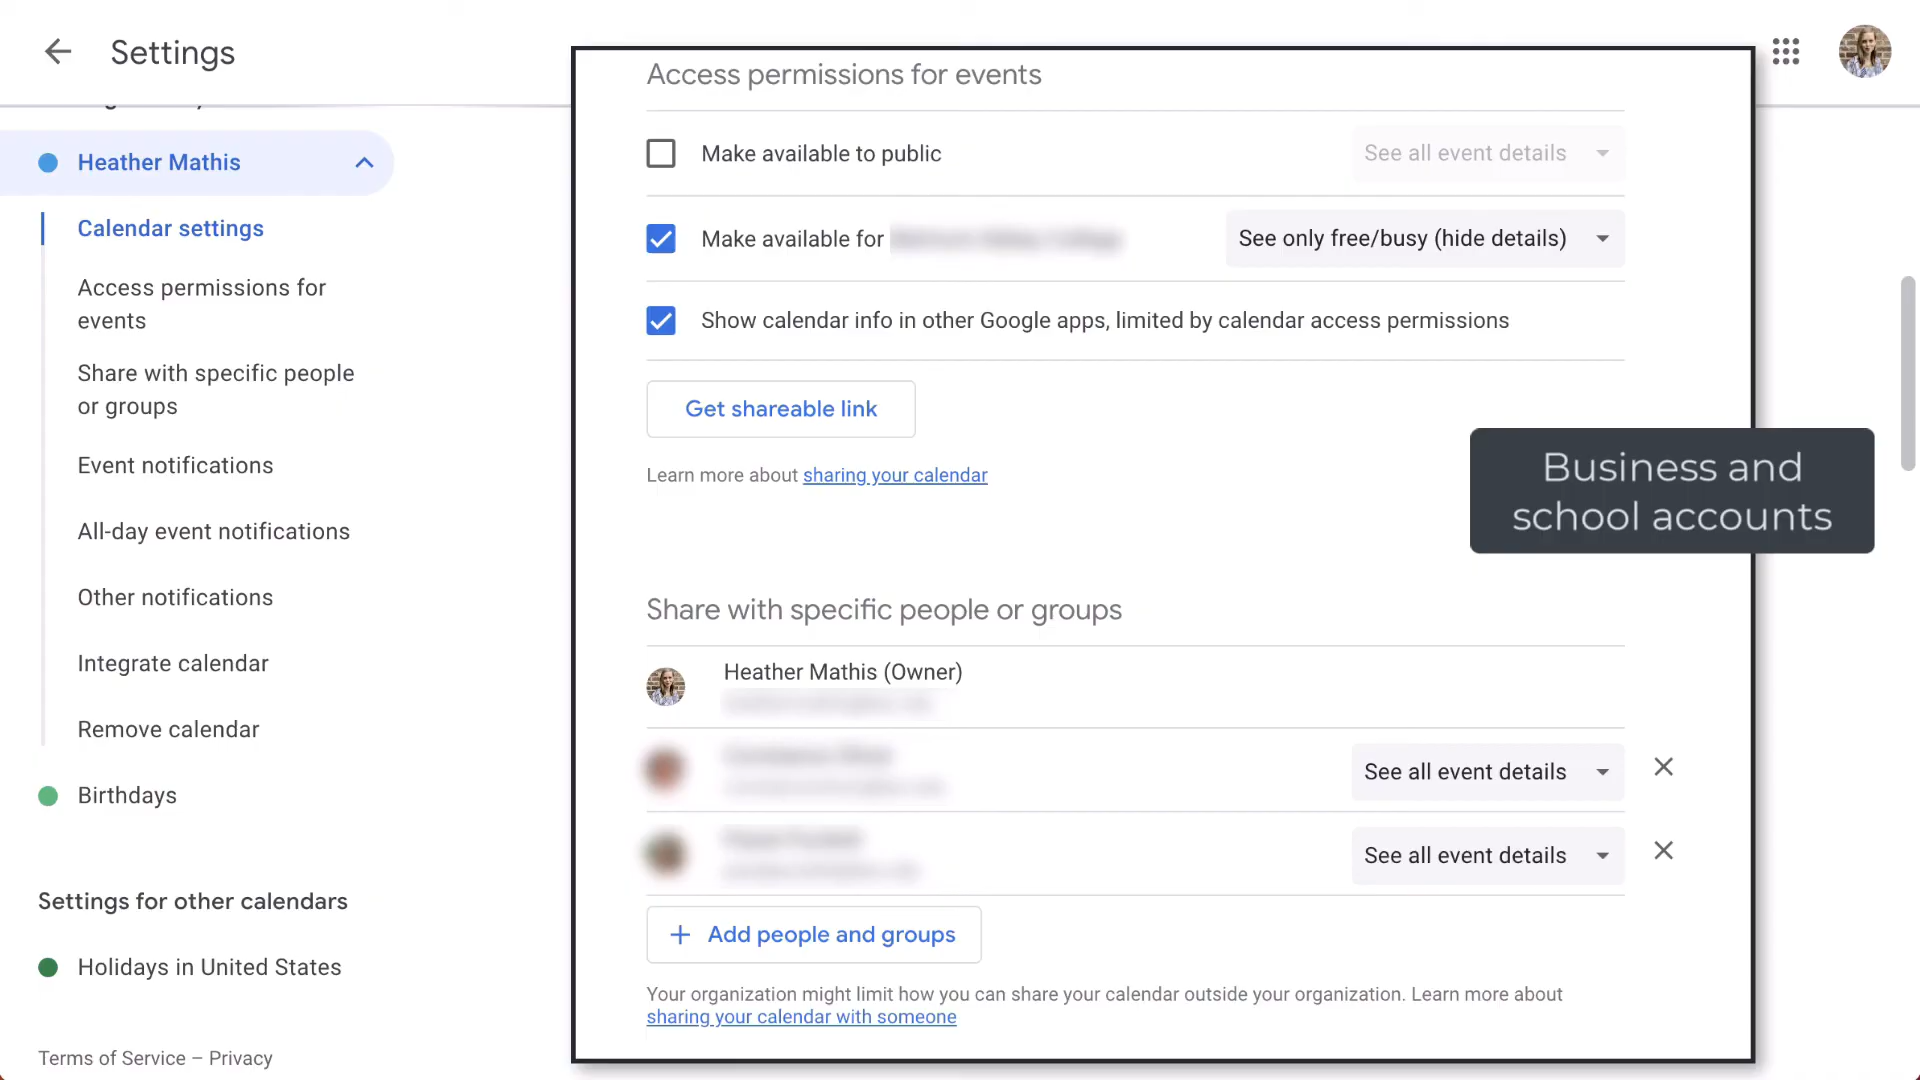 Settings
Heather Mathis
Calendar settings
Access permissions for
events
Share with specific people
or groups
Event notifications
All-day event notifications
Other notifications
Integrate calendar
Remove calendar
Birthdays
Settings for other calendars
Holidays in United States
Terms of Service – Privacy
Access permissions for events
Make available to public
See all event details
Make available for
See only free/busy (hide details)
Show calendar info in other Google apps, limited by calendar access permissions
Get shareable link
Learn more about sharing your calendar
Business and
school accounts
Share with specific people or groups
Heather Mathis (Owner)
See all event details
See all event details
+ Add people and groups
Your organization might limit how you can share your calendar outside your organization. Learn more about
sharing your calendar with someone